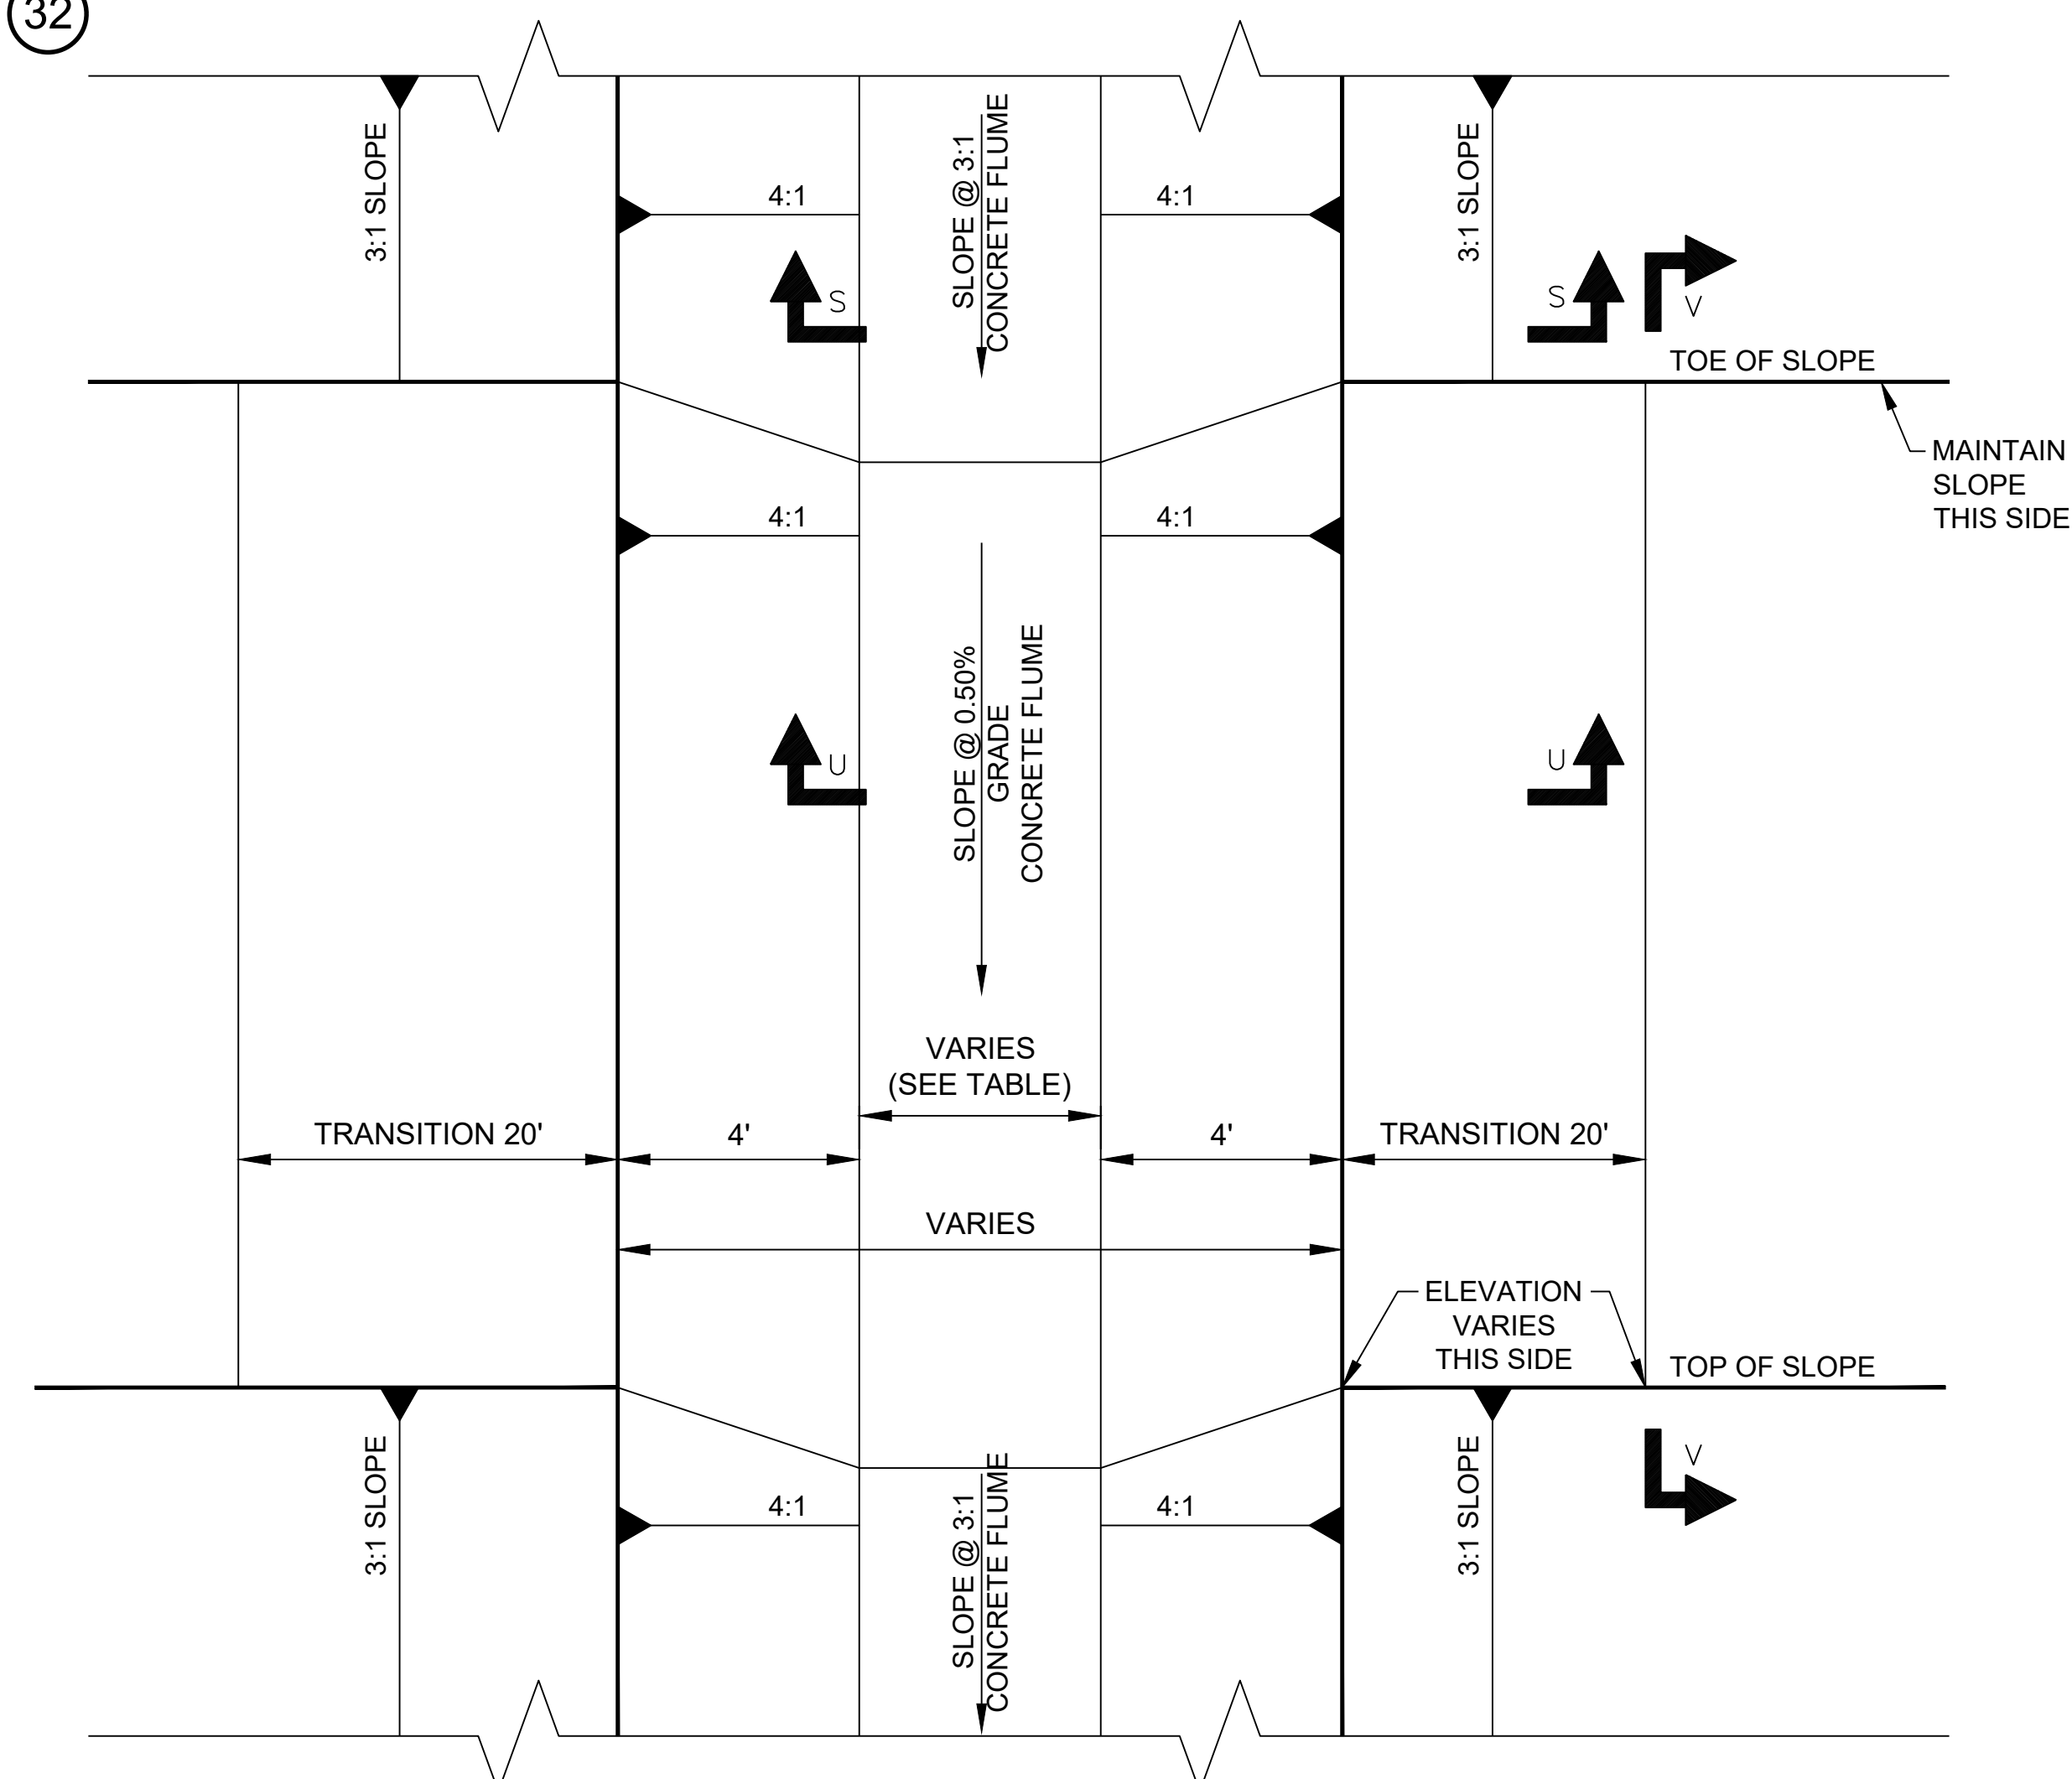 32
3:1 SLOPE
4:1
SLOPE @ 3:1
CONCRETE FLUME
4:1
3:1 SLOPE
S
S
V
TOE OF SLOPE
MAINTAIN
SLOPE
THIS SIDE
4:1
4:1
SLOPE @ 0.50%
GRADE
CONCRETE FLUME
U
U
VARIES
(SEE TABLE)
TRANSITION 20'
4'
4'
TRANSITION 20'
VARIES
ELEVATION
VARIES
THIS SIDE
TOP OF SLOPE
3:1 SLOPE
4:1
SLOPE @ 3:1
CONCRETE FLUME
4:1
3:1 SLOPE
V